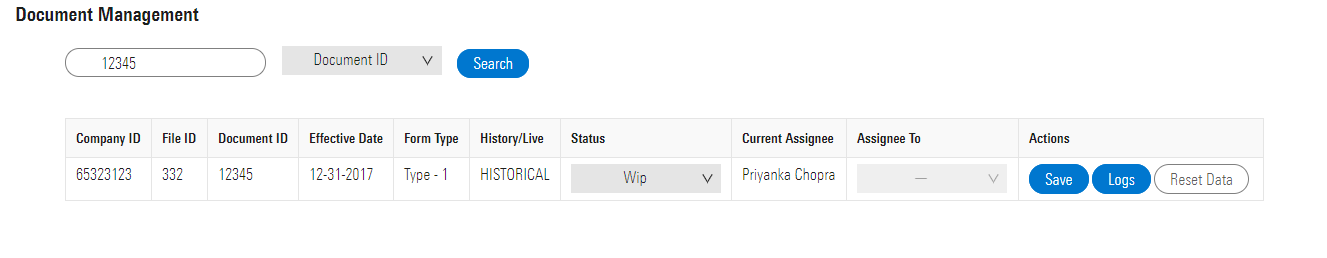 Document Management
12345 Document ID Search
Company ID File ID Document ID Effective Date Form Type History/Live Status Current Assignee Assignee To Actions
65323123 332 12345 12-31-2017 Type - 1 HISTORICAL Wip Priyanka Chopra — Save Logs Reset Data